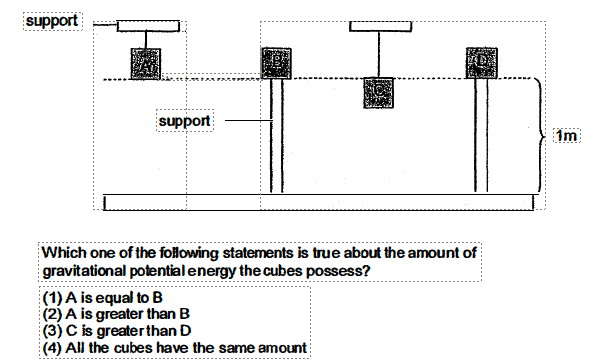 support
A
B
C
D
support
1m
Which one of the following statements is true about the amount of
gravitational potential energy the cubes possess?
(1) A is equal to B
(2) A is greater than B
(3) C is greater than D
(4) All the cubes have the same amount